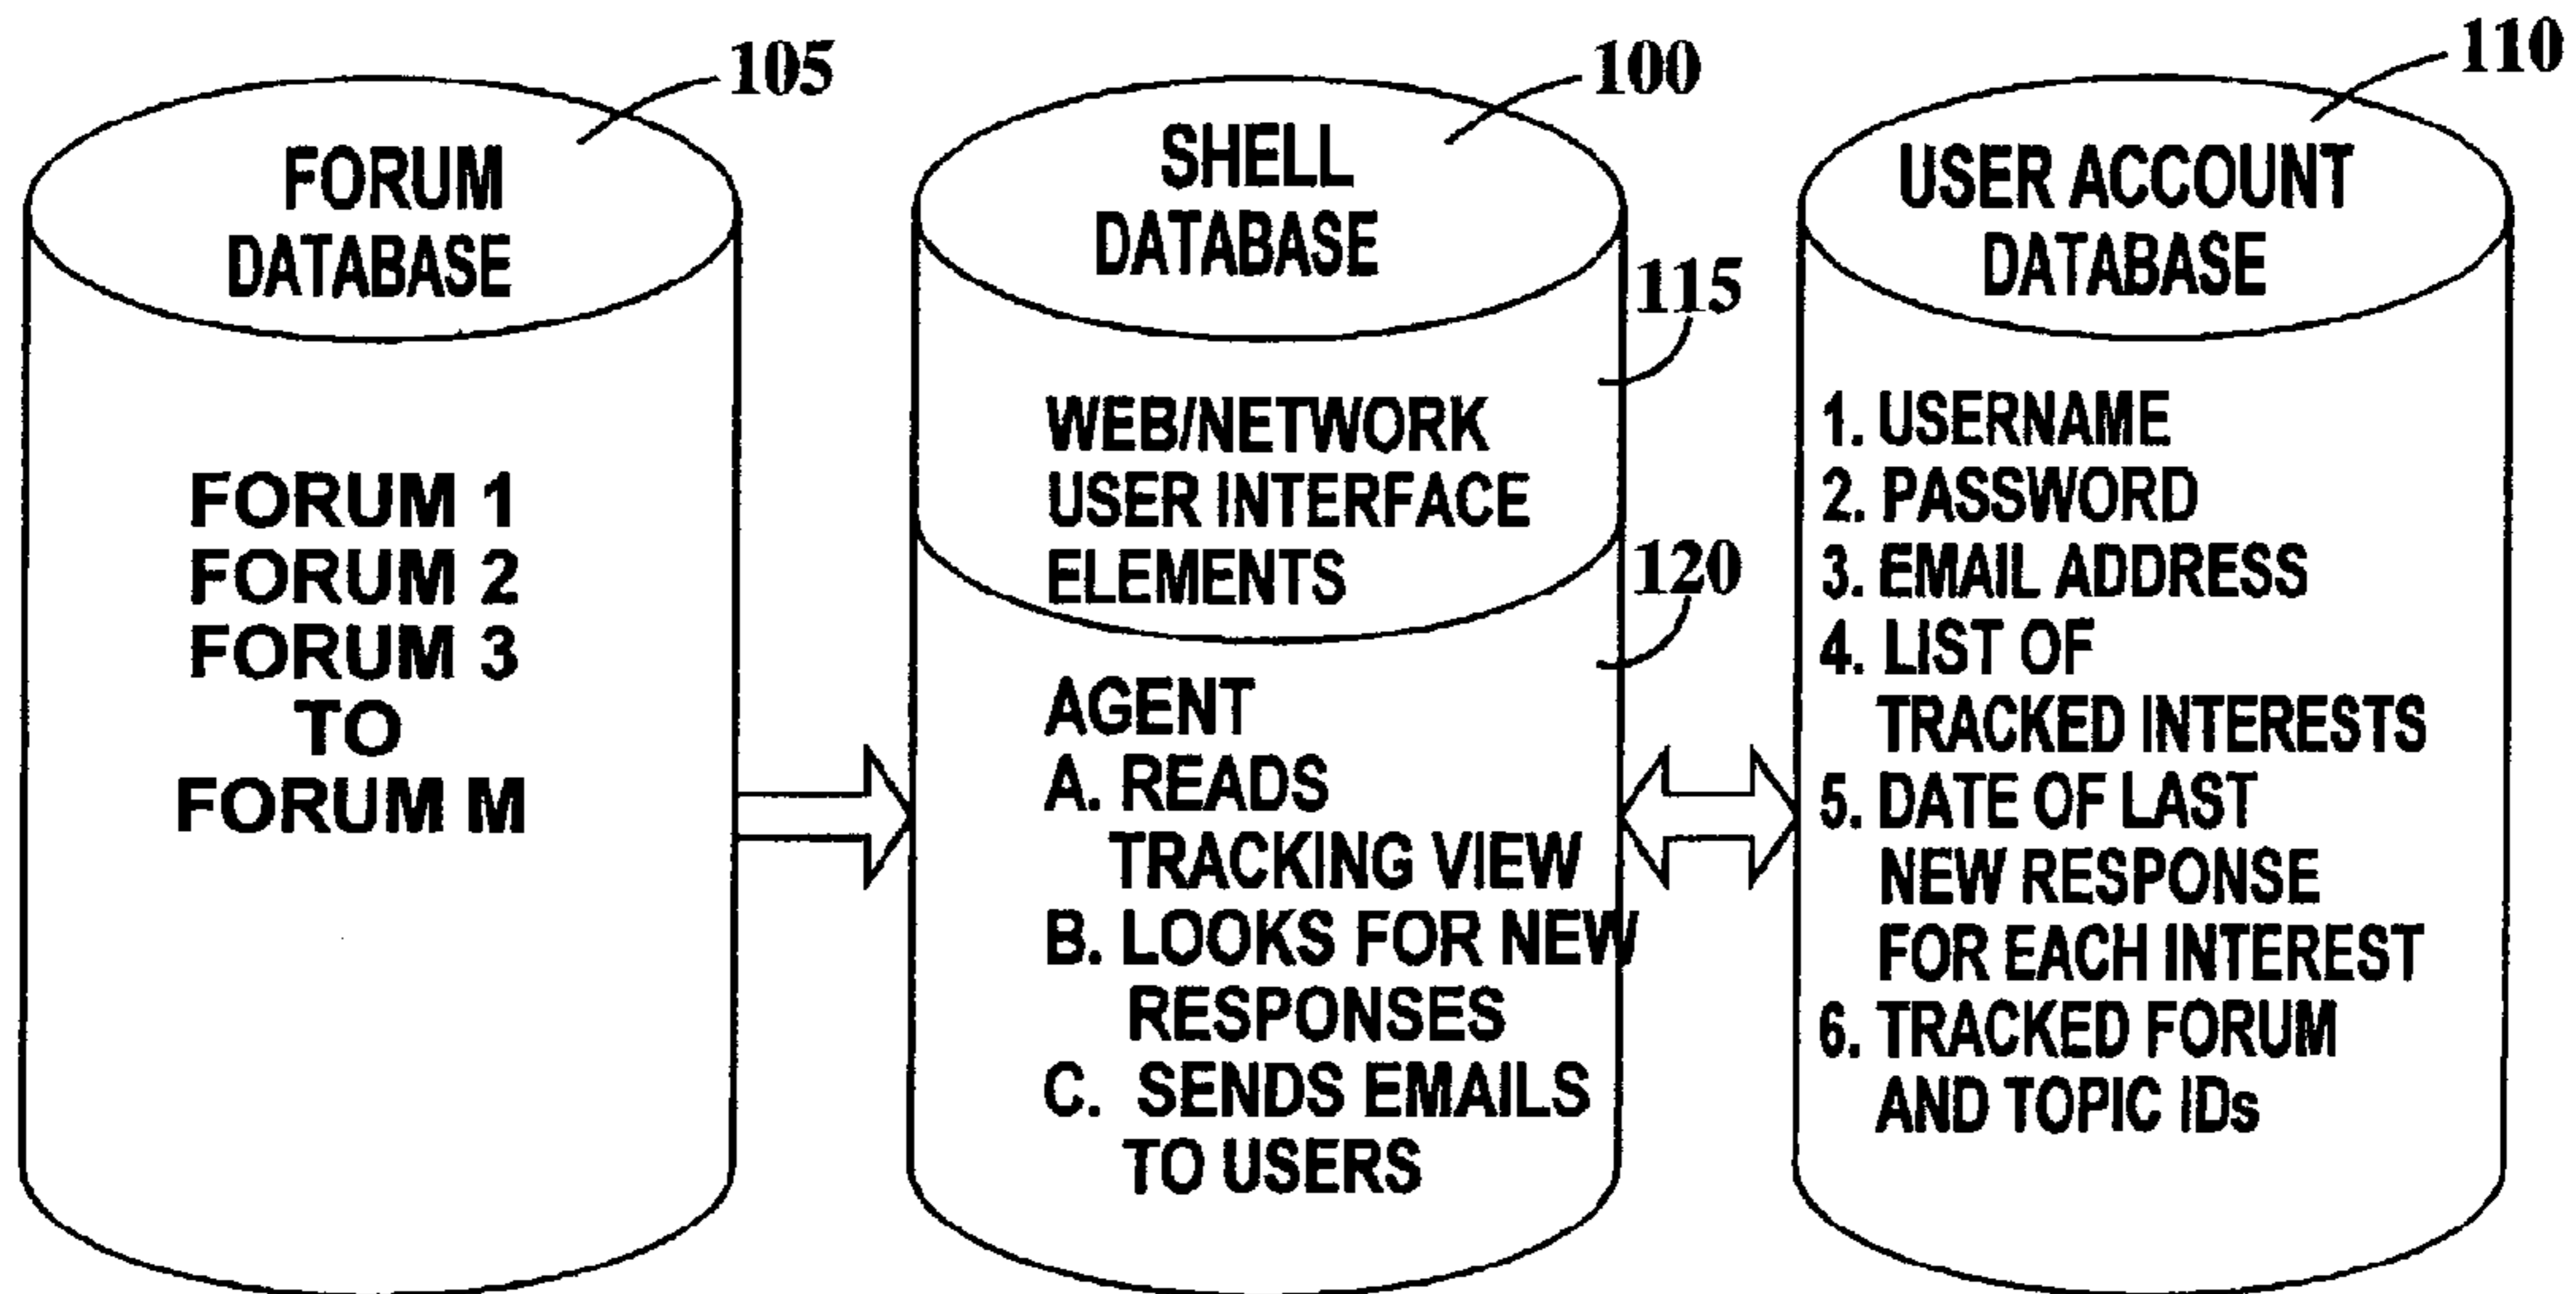 105
FORUM
DATABASE
FORUM 1
FORUM 2
FORUM 3
TO
FORUM M
100
SHELL
DATABASE
115
WEB/NETWORK
USER INTERFACE
ELEMENTS
120
AGENT
A. READS
TRACKING VIEW
B. LOOKS FOR NEW
RESPONSES
C. SENDS EMAILS
TO USERS
110
USER ACCOUNT
DATABASE
1. USERNAME
2. PASSWORD
3. EMAIL ADDRESS
4. LIST OF
TRACKED INTERESTS
5. DATE OF LAST
NEW RESPONSE
FOR EACH INTEREST
6. TRACKED FORUM
AND TOPIC IDs